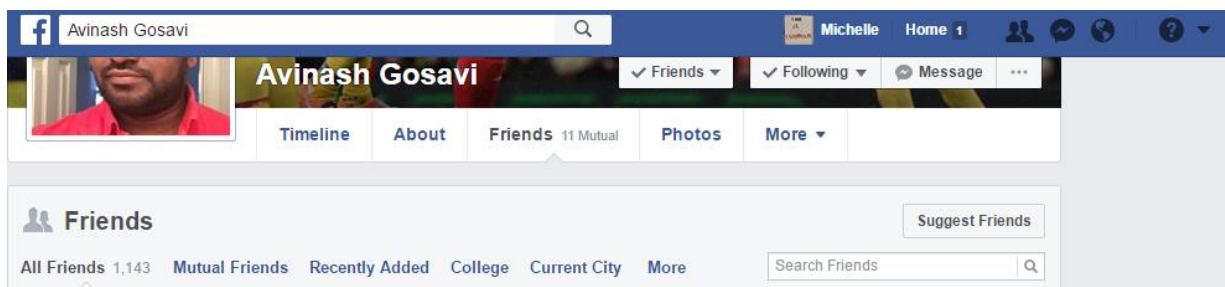 f Avinash Gosavi Michelle Home 1 ?
Avinash Gosavi Friends Following Message ...
Timeline About Friends 11 Mutual Photos More
Friends Suggest Friends
All Friends 1,143 Mutual Friends Recently Added College Current City More Search Friends